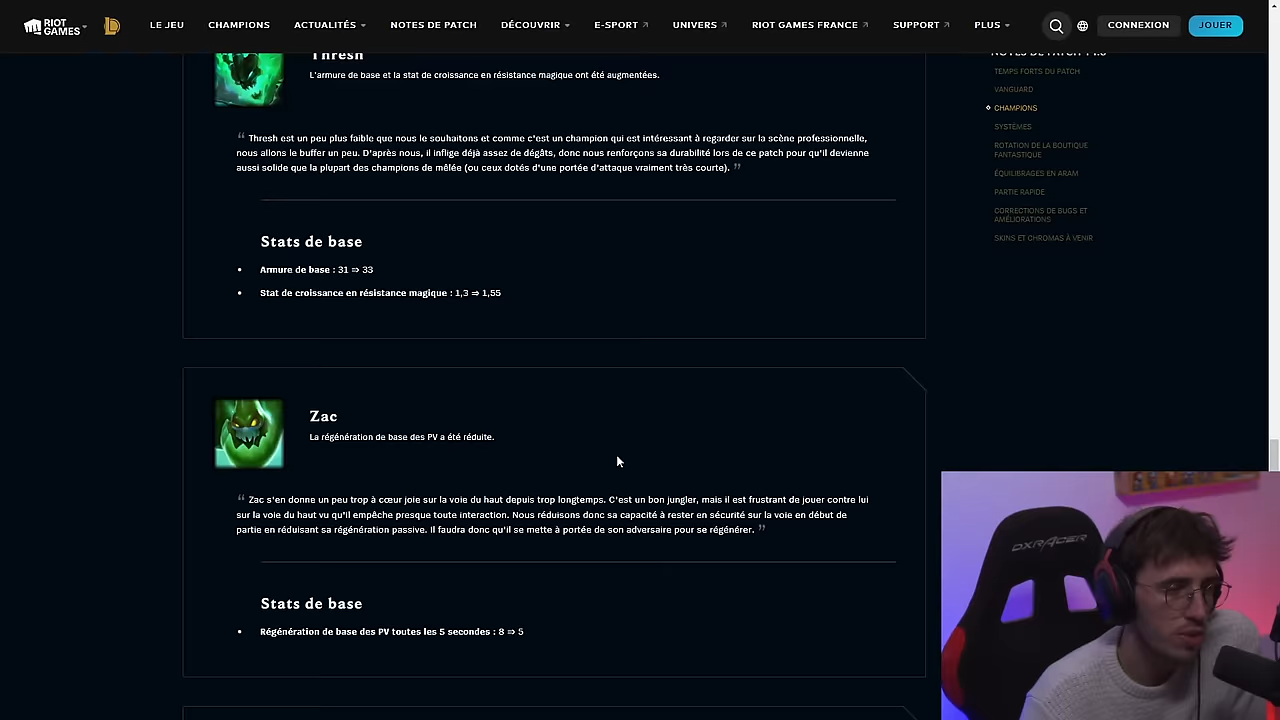 RIOT GAMES
LE JEU
CHAMPIONS
ACTUALITÉS
NOTES DE PATCH
DÉCOUVRIR
E-SPORT
UNIVERS
RIOT GAMES FRANCE
SUPPORT
PLUS
CONNEXION
JOUER
Thresh
L'armure de base et la stat de croissance en résistance magique ont été augmentées.
“ Thresh est un peu plus faible que nous le souhaitons et comme c'est un champion qui est intéressant à regarder sur la scène professionnelle,
nous allons le buffer un peu. D'après nous, il inflige déjà assez de dégâts, donc nous renforçons sa durabilité lors de ce patch pour qu'il devienne
aussi solide que la plupart des champions de mêlée (ou ceux dotés d'une portée d'attaque vraiment très courte). ”
Stats de base
• Armure de base : 31 ⇒ 33
• Stat de croissance en résistance magique : 1,3 ⇒ 1,55
Zac
La régénération de base des PV a été réduite.
“ Zac s'en donne un peu trop à cœur joie sur la voie du haut depuis trop longtemps. C'est un bon jungler, mais il est frustrant de jouer contre lui
sur la voie du haut vu qu'il empêche presque toute interaction. Nous réduisons donc sa capacité à rester en sécurité sur la voie en début de
partie en réduisant sa régénération passive. Il faudra donc qu'il se mette à portée de son adversaire pour se régénérer. ”
Stats de base
• Régénération de base des PV toutes les 5 secondes : 8 ⇒ 5
NOTES DE PATCH
TEMPS FORTS DU PATCH
VANGUARD
CHAMPIONS
SYSTÈMES
ROTATION DE LA BOUTIQUE
FANTASTIQUE
ÉQUILIBRAGES EN ARAM
PARTIE RAPIDE
CORRECTIONS DE BUGS ET
AMÉLIORATIONS
SKINS ET CHROMAS À VENIR
DXRACER